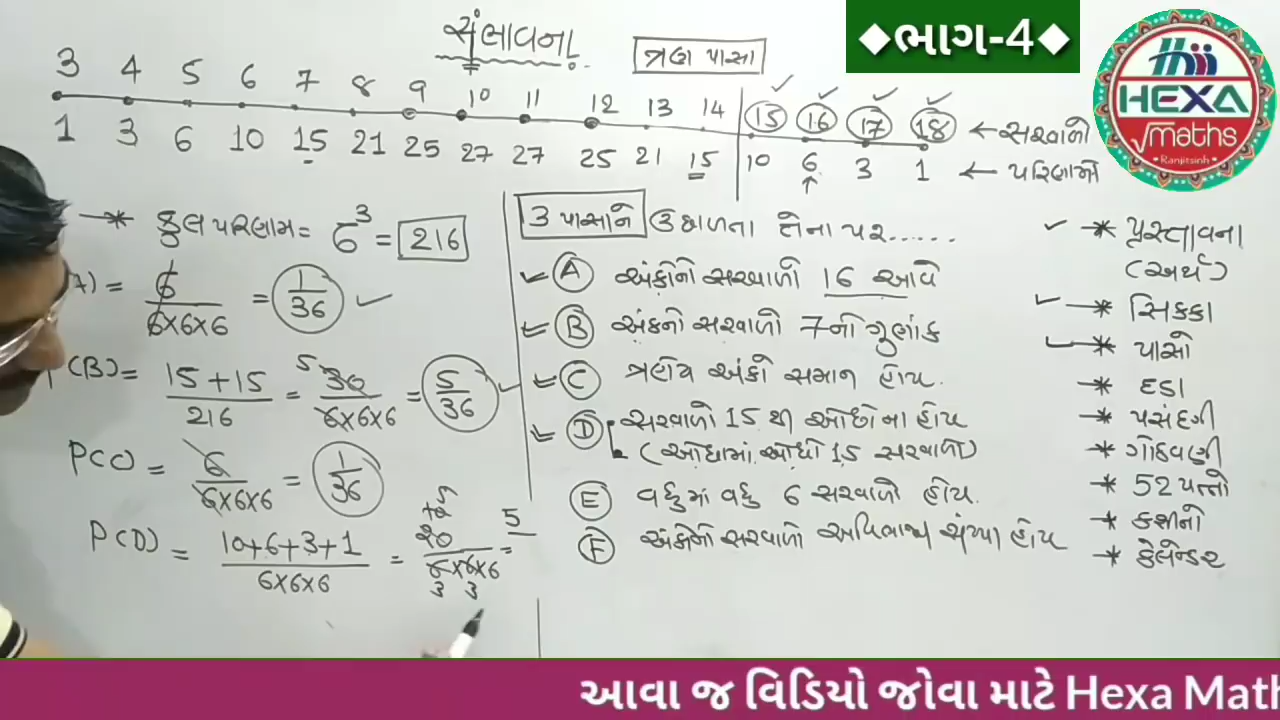 સંભાવના
ત્રણ પાસા
◆ભાગ-4◆
HEXA
maths
Ranjitsinh
3 4 5 6 7 8 9 10 11 12 13 14 15 16 17 18 ← સરવાળો
1 3 6 10 15 21 25 27 27 25 21 15 10 6 3 1 ← પરિણામો
* કુલ પરિણામ = 6³ = 216
A) = 6 / 6×6×6 = 1/36
(B) = 15+15 / 216 = 30 / 6×6×6 = 5/36
P(C) = 6 / 6×6×6 = 1/36
P(D) = 10+6+3+1 / 6×6×6 = 20 / 6×6×6 = 5
3 પાસાને ઉછાળતા તેના પર......
A અંકોનો સરવાળો 16 આવે
B અંકનો સરવાળો 7નો ગુણાંક
C ત્રણેય અંકો સમાન હોય.
D સરવાળો 15 થી ઓછો ના હોય
(ઓછામાં ઓછો 15 સરવાળો)
E વધુમાં વધુ 6 સરવાળો હોય.
F અંકોનો સરવાળો અવિભાજ્ય સંખ્યા હોય
* પ્રસ્તાવના
(અર્થ)
* સિક્કા
* પાસો
* દડા
* પસંદગી
* ગોઠવણી
* 52 પત્તો
* કસીનો
* કેલેન્ડર
આવા જ વિડિયો જોવા માટે Hexa Math